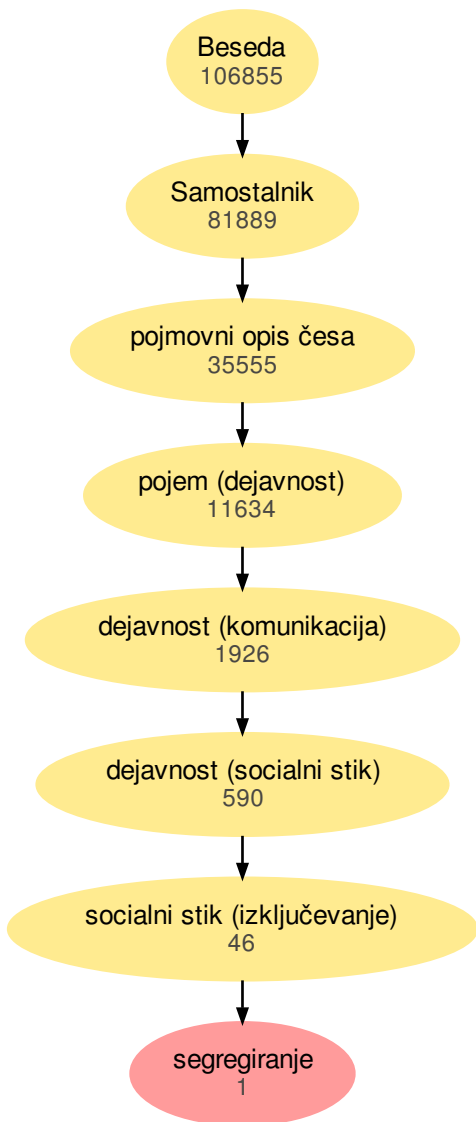 Beseda
106855
Samostalnik
81889
pojmovni opis česa
35555
pojem (dejavnost)
11634
dejavnost (komunikacija)
1926
dejavnost (socialni stik)
590
socialni stik (izključevanje)
46
segregiranje
1